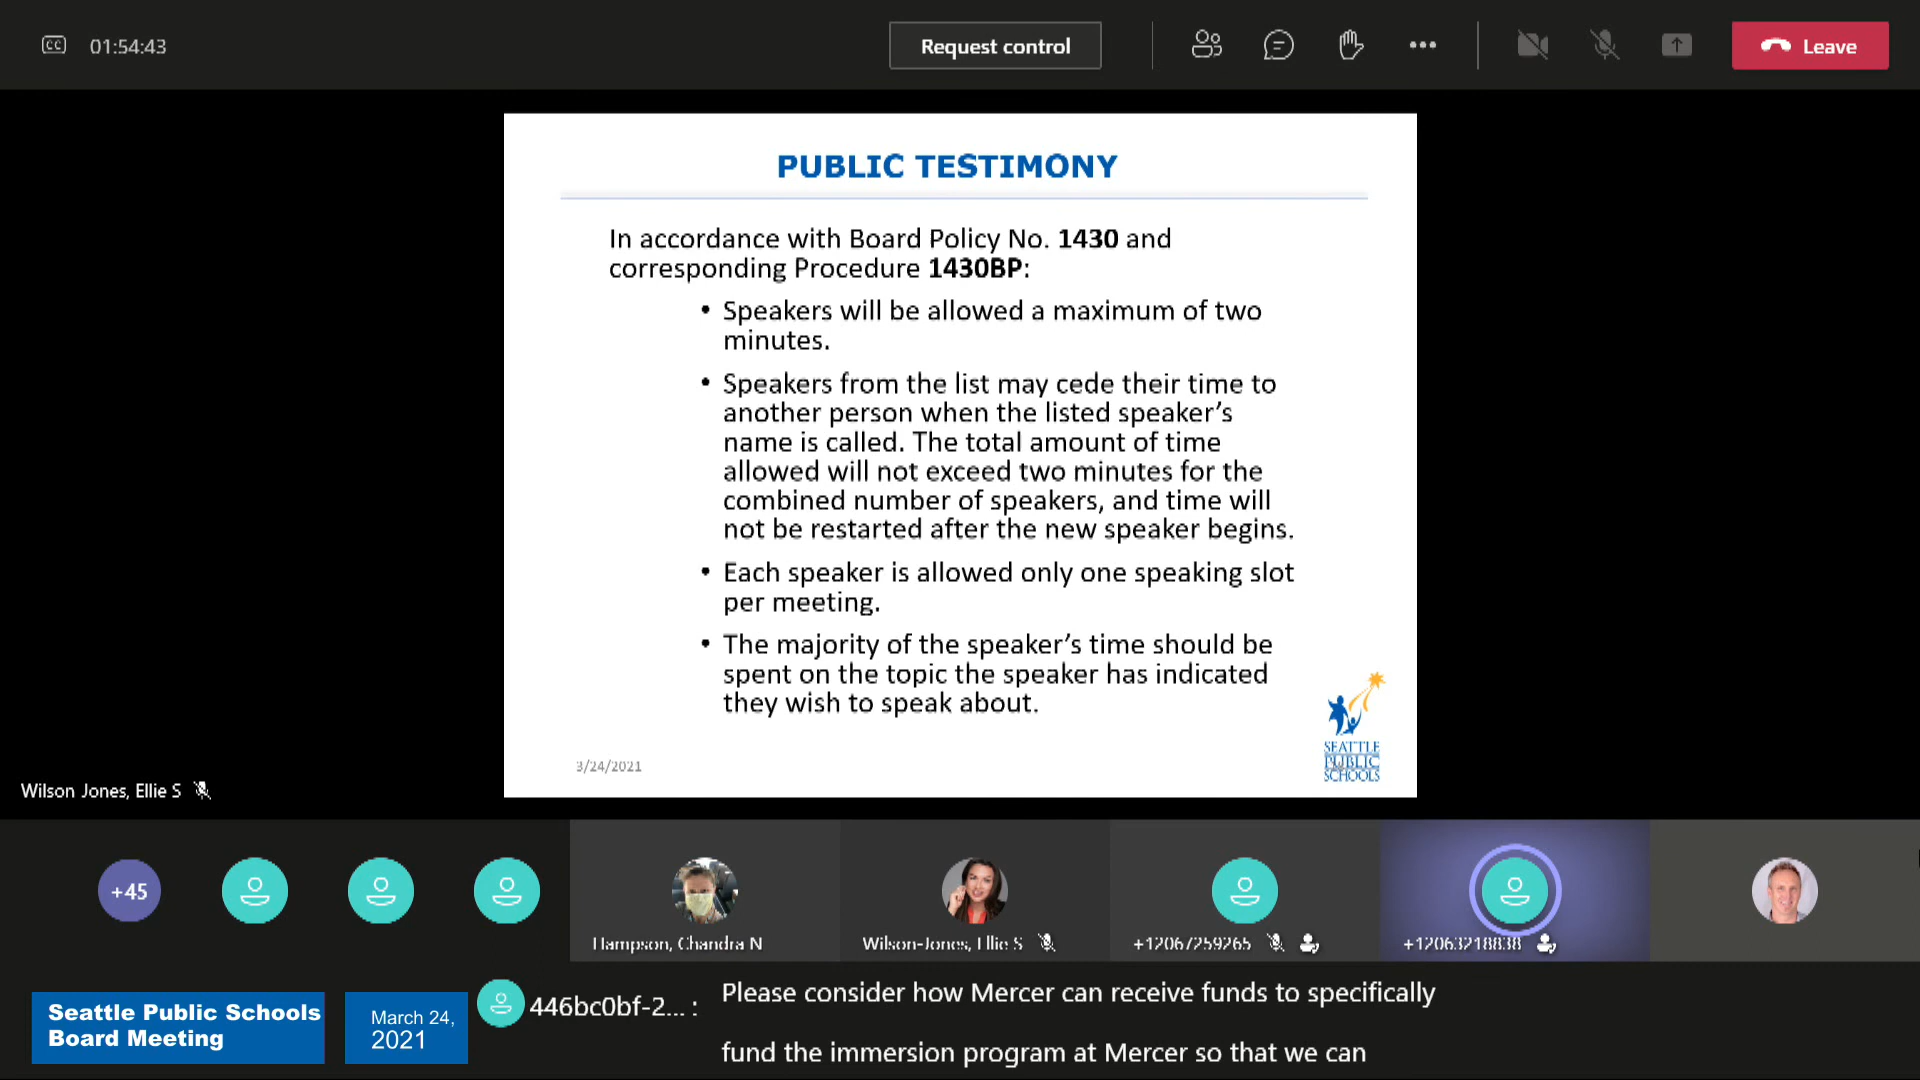 01:54:43
Request control
Leave
PUBLIC TESTIMONY
In accordance with Board Policy No. 1430 and
corresponding Procedure 1430BP:
• Speakers will be allowed a maximum of two
minutes.
• Speakers from the list may cede their time to
another person when the listed speaker’s
name is called. The total amount of time
allowed will not exceed two minutes for the
combined number of speakers, and time will
not be restarted after the new speaker begins.
• Each speaker is allowed only one speaking slot
per meeting.
• The majority of the speaker’s time should be
spent on the topic the speaker has indicated
they wish to speak about.
3/24/2021
SEATTLE
PUBLIC
SCHOOLS
Wilson Jones, Ellie S
+45
Hampson, Chandra N
Wilson-Jones, Ellie S
+12067259265
+12063218838
Seattle Public Schools
Board Meeting
March 24,
2021
446bc0bf-2... :
Please consider how Mercer can receive funds to specifically
fund the immersion program at Mercer so that we can